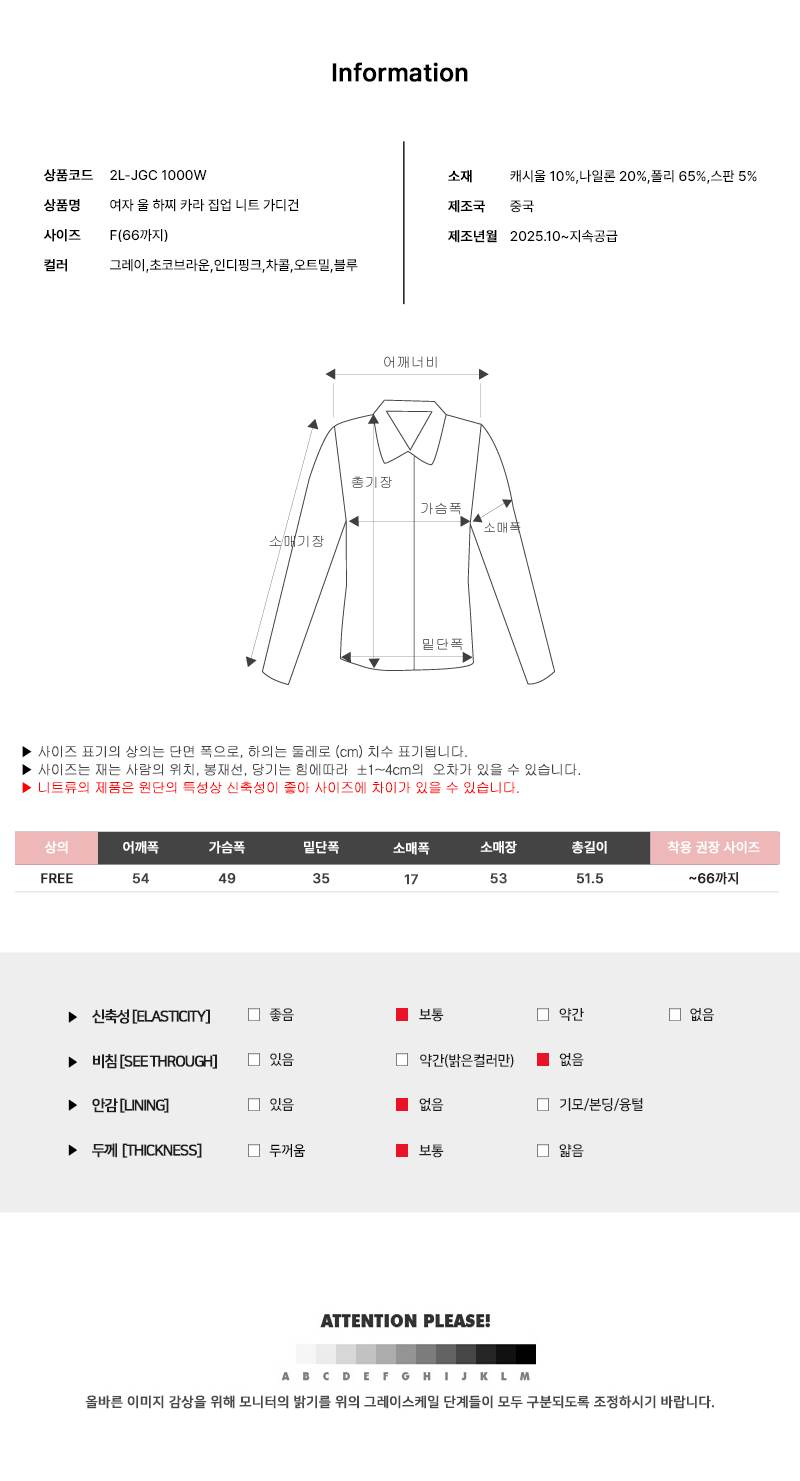 Information
상품코드 2L-JGC 1000W
상품명 여자 울 하찌 카라 집업 니트 가디건
사이즈 F(66까지)
컬러 그레이,초코브라운,인디핑크,차콜,오트밀,블루
소재 캐시울 10%,나일론 20%,폴리 65%,스판 5%
제조국 중국
제조년월 2025.10~지속공급
어깨너비
총기장
가슴폭
소매폭
소매기장
밑단폭
▶ 사이즈 표기의 상의는 단면 폭으로, 하의는 둘레로 (cm) 치수 표기됩니다.
▶ 사이즈는 재는 사람의 위치, 봉재선, 당기는 힘에따라 ±1~4cm의 오차가 있을 수 있습니다.
▶ 니트류의 제품은 원단의 특성상 신축성이 좋아 사이즈에 차이가 있을 수 있습니다.
상의 어깨폭 가슴폭 밑단폭 소매폭 소매장 총길이 착용 권장 사이즈
FREE 54 49 35 17 53 51.5 ~66까지
▶ 신축성 [ELASTICITY] 좋음 보통 약간 없음
▶ 비침 [SEE THROUGH] 있음 약간(밝은컬러만) 없음
▶ 안감 [LINING] 있음 없음 기모/본딩/융털
▶ 두께 [THICKNESS] 두꺼움 보통 얇음
ATTENTION PLEASE!
A B C D E F G H I J K L M
올바른 이미지 감상을 위해 모니터의 밝기를 위의 그레이스케일 단계들이 모두 구분되도록 조정하시기 바랍니다.